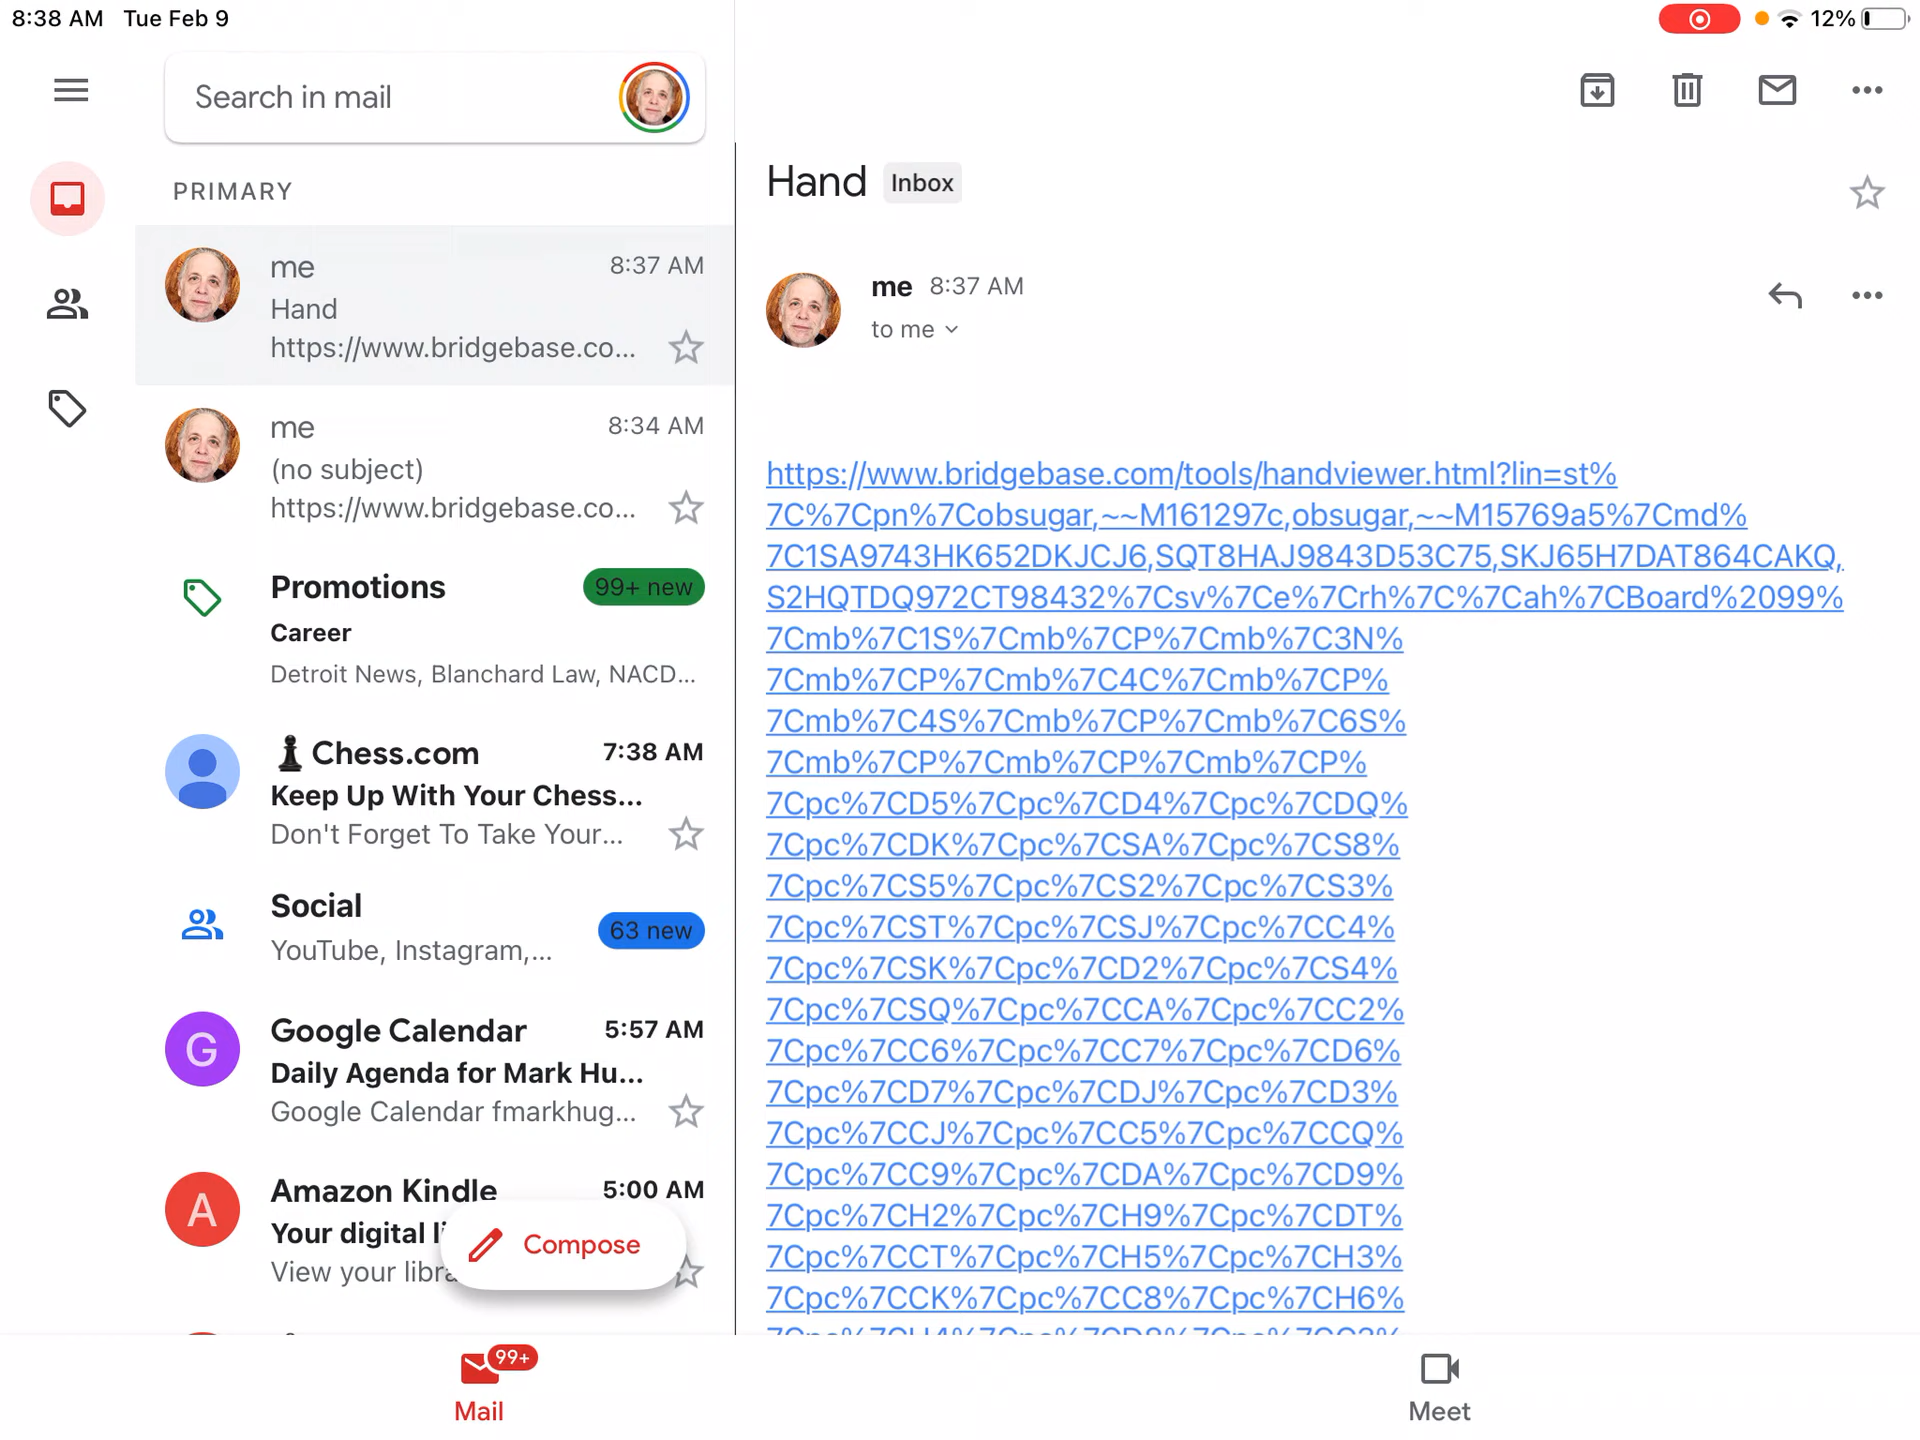 8:38 AM Tue Feb 9
12%
Search in mail
PRIMARY
me 8:37 AM
Hand
https://www.bridgebase.co...
me 8:34 AM
(no subject)
https://www.bridgebase.co...
Promotions 99+ new
Career
Detroit News, Blanchard Law, NACD...
Chess.com 7:38 AM
Keep Up With Your Chess...
Don't Forget To Take Your...
Social 63 new
YouTube, Instagram,...
G
Google Calendar 5:57 AM
Daily Agenda for Mark Hu...
Google Calendar fmarkhug...
A
Amazon Kindle 5:00 AM
Your digital li
View your libra
Compose
Hand Inbox
me 8:37 AM
to me
https://www.bridgebase.com/tools/handviewer.html?lin=st%
7C%7Cpn%7Cobsugar,~~M161297c,obsugar,~~M15769a5%7Cmd%
7C1SA9743HK652DKJCJ6,SQT8HAJ9843D53C75,SKJ65H7DAT864CAKQ,
S2HQTDQ972CT98432%7Csv%7Ce%7Crh%7C%7Cah%7CBoard%2099%
7Cmb%7C1S%7Cmb%7CP%7Cmb%7C3N%
7Cmb%7CP%7Cmb%7C4C%7Cmb%7CP%
7Cmb%7C4S%7Cmb%7CP%7Cmb%7C6S%
7Cmb%7CP%7Cmb%7CP%7Cmb%7CP%
7Cpc%7CD5%7Cpc%7CD4%7Cpc%7CDQ%
7Cpc%7CDK%7Cpc%7CSA%7Cpc%7CS8%
7Cpc%7CS5%7Cpc%7CS2%7Cpc%7CS3%
7Cpc%7CST%7Cpc%7CSJ%7Cpc%7CC4%
7Cpc%7CSK%7Cpc%7CD2%7Cpc%7CS4%
7Cpc%7CSQ%7Cpc%7CCA%7Cpc%7CC2%
7Cpc%7CC6%7Cpc%7CC7%7Cpc%7CD6%
7Cpc%7CD7%7Cpc%7CDJ%7Cpc%7CD3%
7Cpc%7CCJ%7Cpc%7CC5%7Cpc%7CCQ%
7Cpc%7CC9%7Cpc%7CDA%7Cpc%7CD9%
7Cpc%7CH2%7Cpc%7CH9%7Cpc%7CDT%
7Cpc%7CCT%7Cpc%7CH5%7Cpc%7CH3%
7Cpc%7CCK%7Cpc%7CC8%7Cpc%7CH6%
99+
Mail
Meet